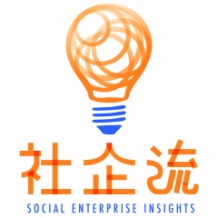 社企流
SOCIAL ENTERPRISE INSIGHTS